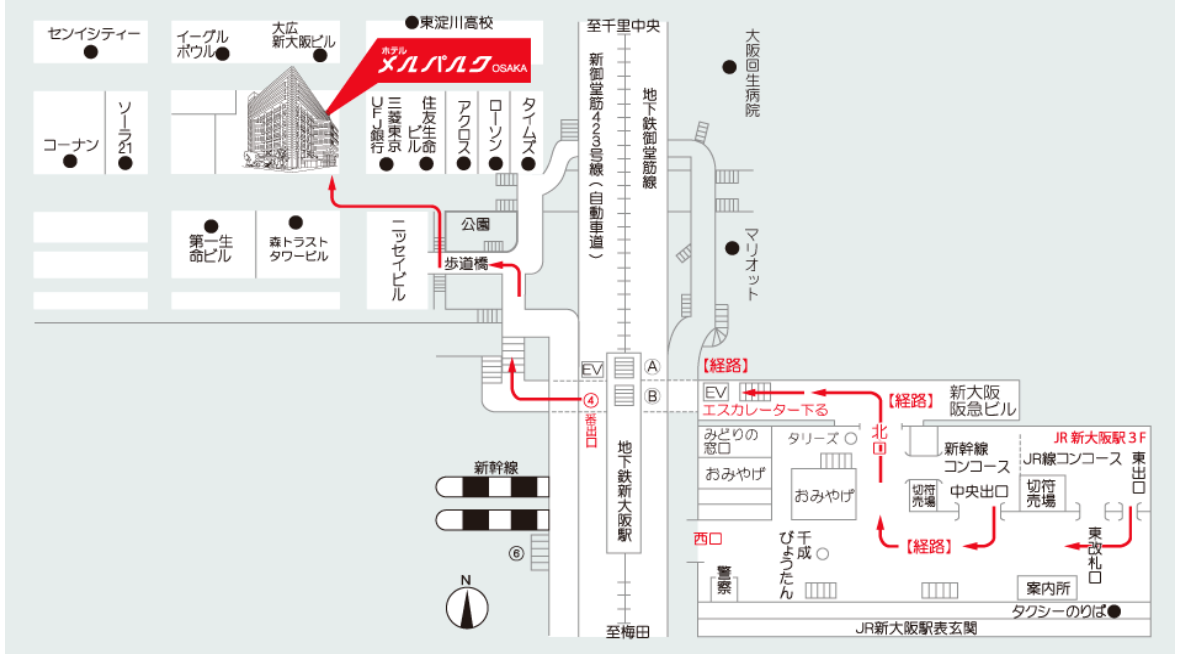 センイシティー
イーグル
ボウル
大広
新大阪ビル
東淀川高校
ホテル
メルパルク OSAKA
至千里中央
新御堂筋423号線(自動車道)
地下鉄御堂筋線
大阪回生病院
コーナン
ソーラ21
三菱東京
UFJ銀行
住友生命
ビル
アクロス
ローソン
タイムズ
第一生
命ビル
森トラスト
タワービル
ニッセイビル
公園
歩道橋
マリオット
EV
A
B
④
番出口
【経路】
EV
エスカレーター下る
【経路】
新大阪
阪急ビル
北口
みどりの
窓口
タリーズ
新幹線
コンコース
JR新大阪駅3F
JR線コンコース
東出口
おみやげ
おみやげ
切符
売場
中央出口
切符
売場
新幹線
地下鉄新大阪駅
西口
千成
びょうたん
【経路】
東改札口
⑥
警察
案内所
N
タクシーのりば
至梅田
JR新大阪駅表玄関